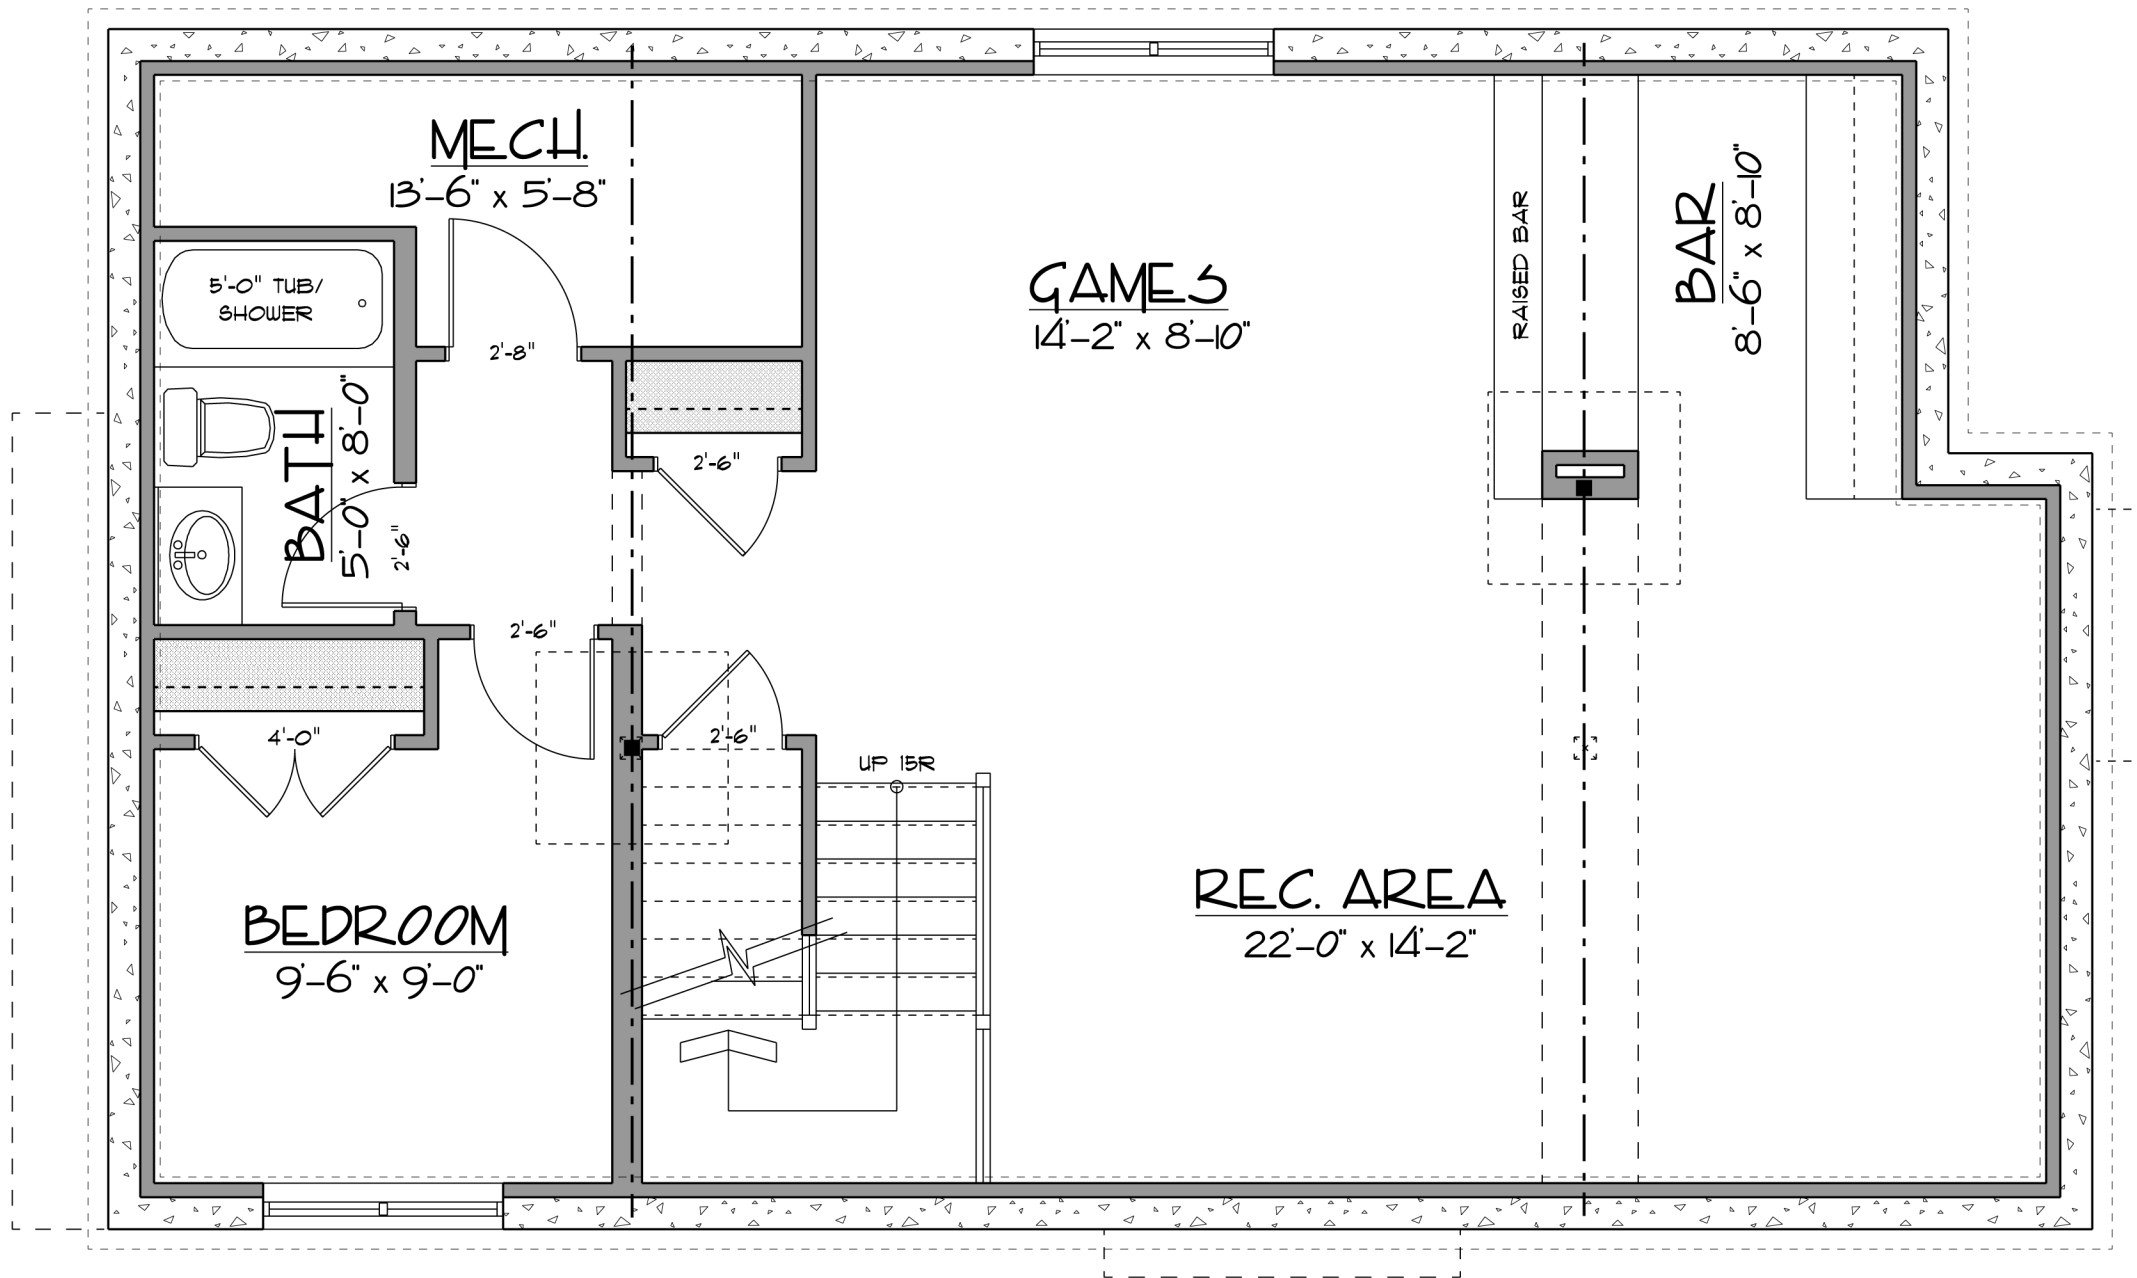 MECH.
13'-6" x 5'-8"
5'-0" TUB/
SHOWER
2'-8"
BATH
5'-0" x 8'-0"
2'-6"
2'-6"
GAMES
14'-2" x 8'-10"
RAISED BAR
BAR
8'-6" x 8'-10"
2'-6"
4'-0"
2'-6"
UP 15R
BEDROOM
9'-6" x 9'-0"
REC. AREA
22'-0" x 14'-2"